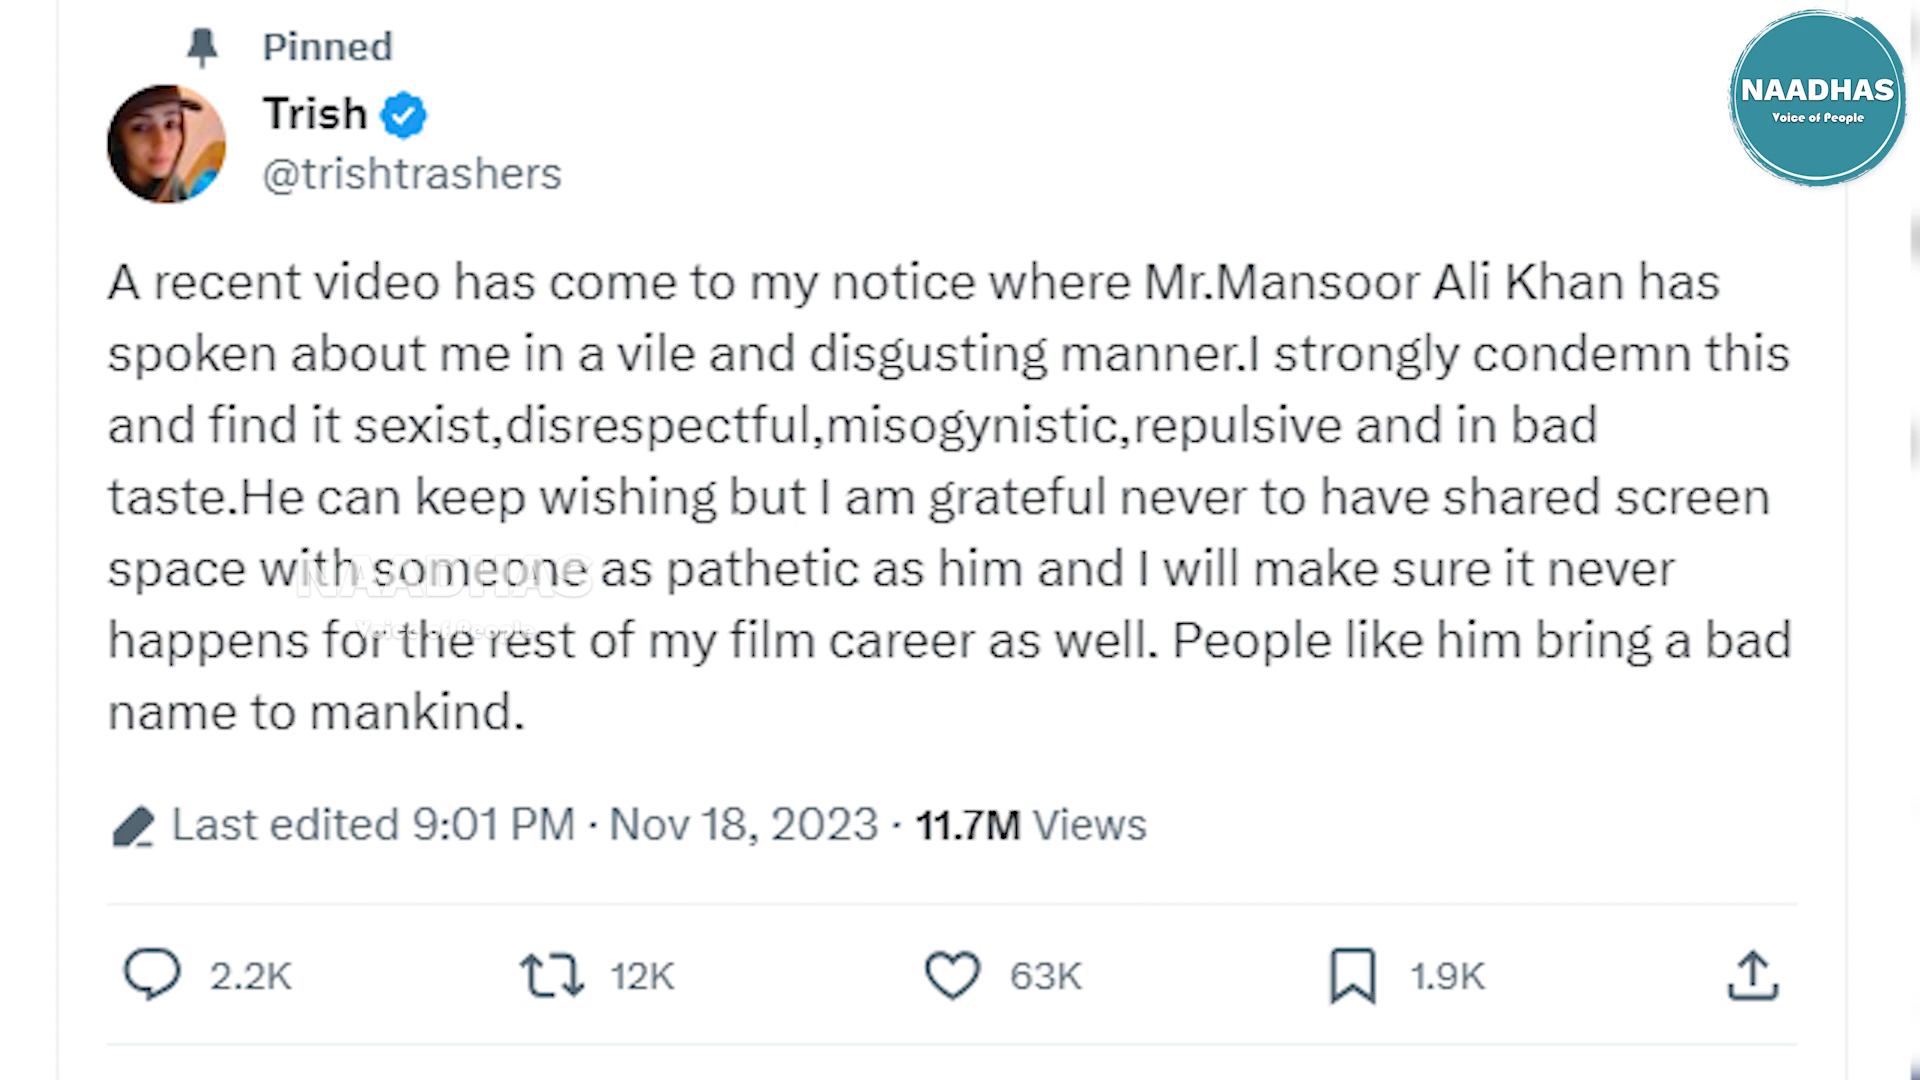 Pinned
Trish
@trishtrashers
NAADHAS
Voice of People
A recent video has come to my notice where Mr.Mansoor Ali Khan has
spoken about me in a vile and disgusting manner.I strongly condemn this
and find it sexist,disrespectful,misogynistic,repulsive and in bad
taste.He can keep wishing but I am grateful never to have shared screen
space with someone as pathetic as him and I will make sure it never
happens for the rest of my film career as well. People like him bring a bad
name to mankind.
NAADHAS
Voice of People
Last edited 9:01 PM · Nov 18, 2023 · 11.7M Views
2.2K 12K 63K 1.9K